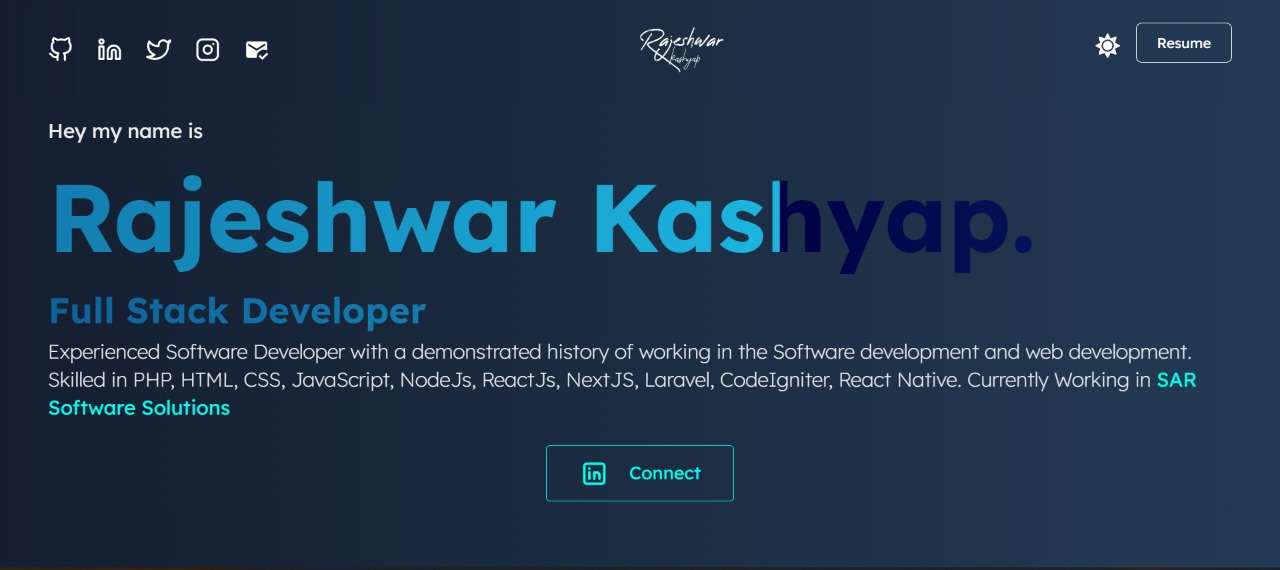 Rajeshwar
Kashyap
Resume
Hey my name is
Rajeshwar Kashyap.
Full Stack Developer
Experienced Software Developer with a demonstrated history of working in the Software development and web development.
Skilled in PHP, HTML, CSS, JavaScript, NodeJs, ReactJs, NextJS, Laravel, CodeIgniter, React Native. Currently Working in SAR
Software Solutions
Connect